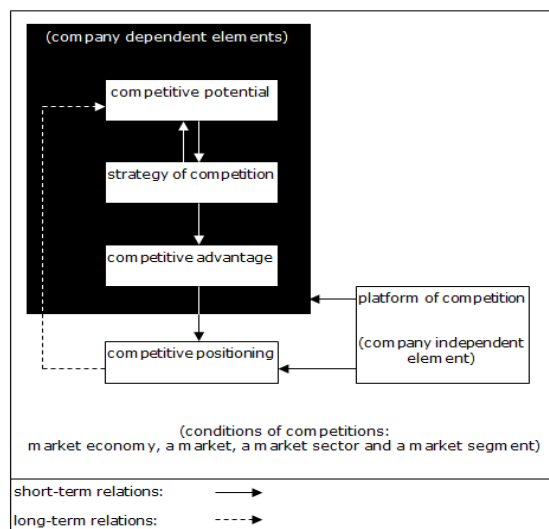 (company dependent elements)
competitive potential
strategy of competition
competitive advantage
platform of competition
(company independent
element)
competitive positioning
(conditions of competitions:
market economy, a market, a market sector and a market segment)
short-term relations:
long-term relations: